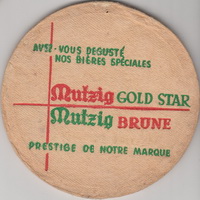 AVEZ-VOUS DEGUSTÉ
NOS BIÈRES SPÉCIALES
Mutzig GOLD STAR
Mutzig BRUNE
PRESTIGE DE NOTRE MARQUE